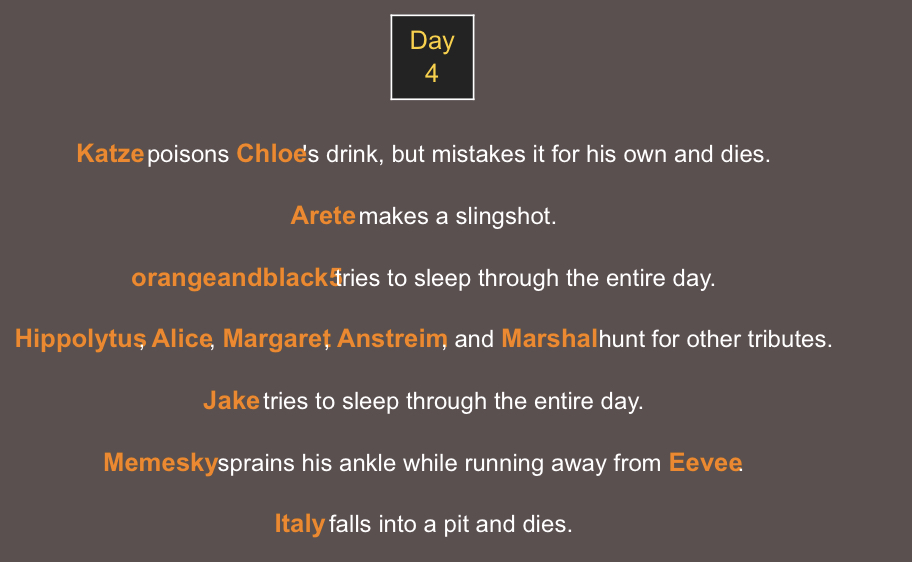 Day
4
Katze poisons Chloe's drink, but mistakes it for his own and dies.
Arete makes a slingshot.
orangeandblack5 tries to sleep through the entire day.
Hippolytus, Alice, Margaret, Anstreim, and Marshal hunt for other tributes.
Jake tries to sleep through the entire day.
Memesky sprains his ankle while running away from Eevee.
Italy falls into a pit and dies.